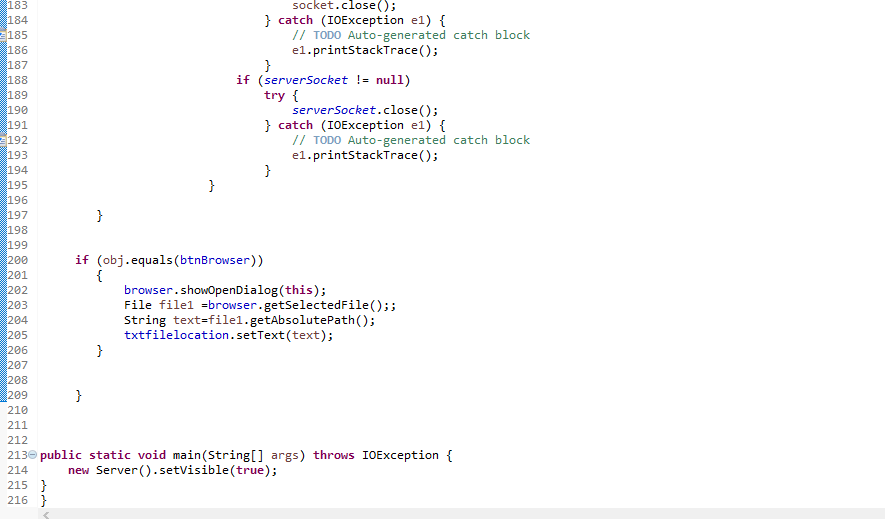 183 socket.close();
184 } catch (IOException e1) {
185 // TODO Auto-generated catch block
186 e1.printStackTrace();
187 }
188 if (serverSocket != null)
189 try {
190 serverSocket.close();
191 } catch (IOException e1) {
192 // TODO Auto-generated catch block
193 e1.printStackTrace();
194 }
195 }
196
197 }
198
199
200 if (obj.equals(btnBrowser))
201 {
202 browser.showOpenDialog(this);
203 File file1 =browser.getSelectedFile();;
204 String text=file1.getAbsolutePath();
205 txtfilelocation.setText(text);
206 }
207
208
209 }
210
211
212
213 public static void main(String[] args) throws IOException {
214 new Server().setVisible(true);
215 }
216 }